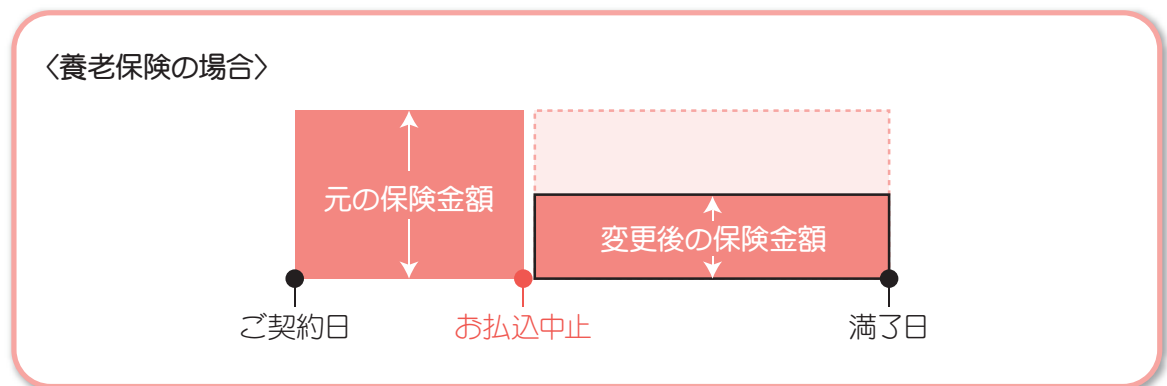 〈養老保険の場合〉
元の保険金額
変更後の保険金額
ご契約日
お払込中止
満了日